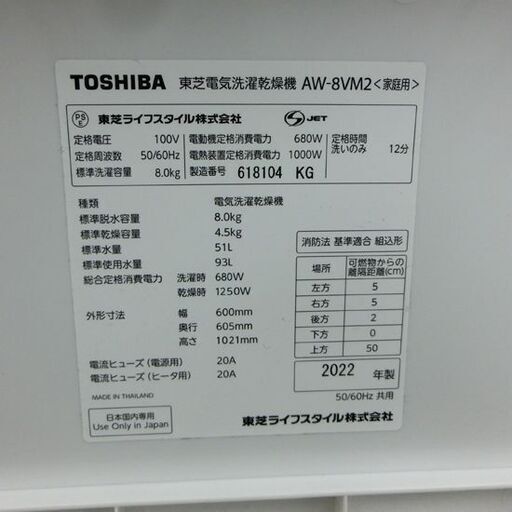 TOSHIBA 東芝電気洗濯乾燥機 AW-8VM2<家庭用>
PSE 東芝ライフスタイル株式会社 S JET
定格電圧 100V 電動機定格消費電力 680W 定格時間
定格周波数 50/60Hz 電熱装置定格消費電力 1000W 洗いのみ 12分
標準洗濯容量 8.0kg 製造番号 618104 KG
種類 電気洗濯乾燥機
標準脱水容量 8.0kg
標準乾燥容量 4.5kg
標準水量 51L
標準使用水量 93L
総合定格消費電力 洗濯時 680W
乾燥時 1250W
外形寸法 幅 600mm
奥行 605mm
高さ 1021mm
電流ヒューズ(電源用) 20A
電流ヒューズ(ヒータ用) 20A
MADE IN THAILAND
日本国内専用
Use Only in Japan
消防法 基準適合 組込形
場所 可燃物からの
離隔距離(cm)
左方 5
右方 5
後方 2
下方 0
上方 50
2022 年製
50/60Hz 共用
東芝ライフスタイル株式会社